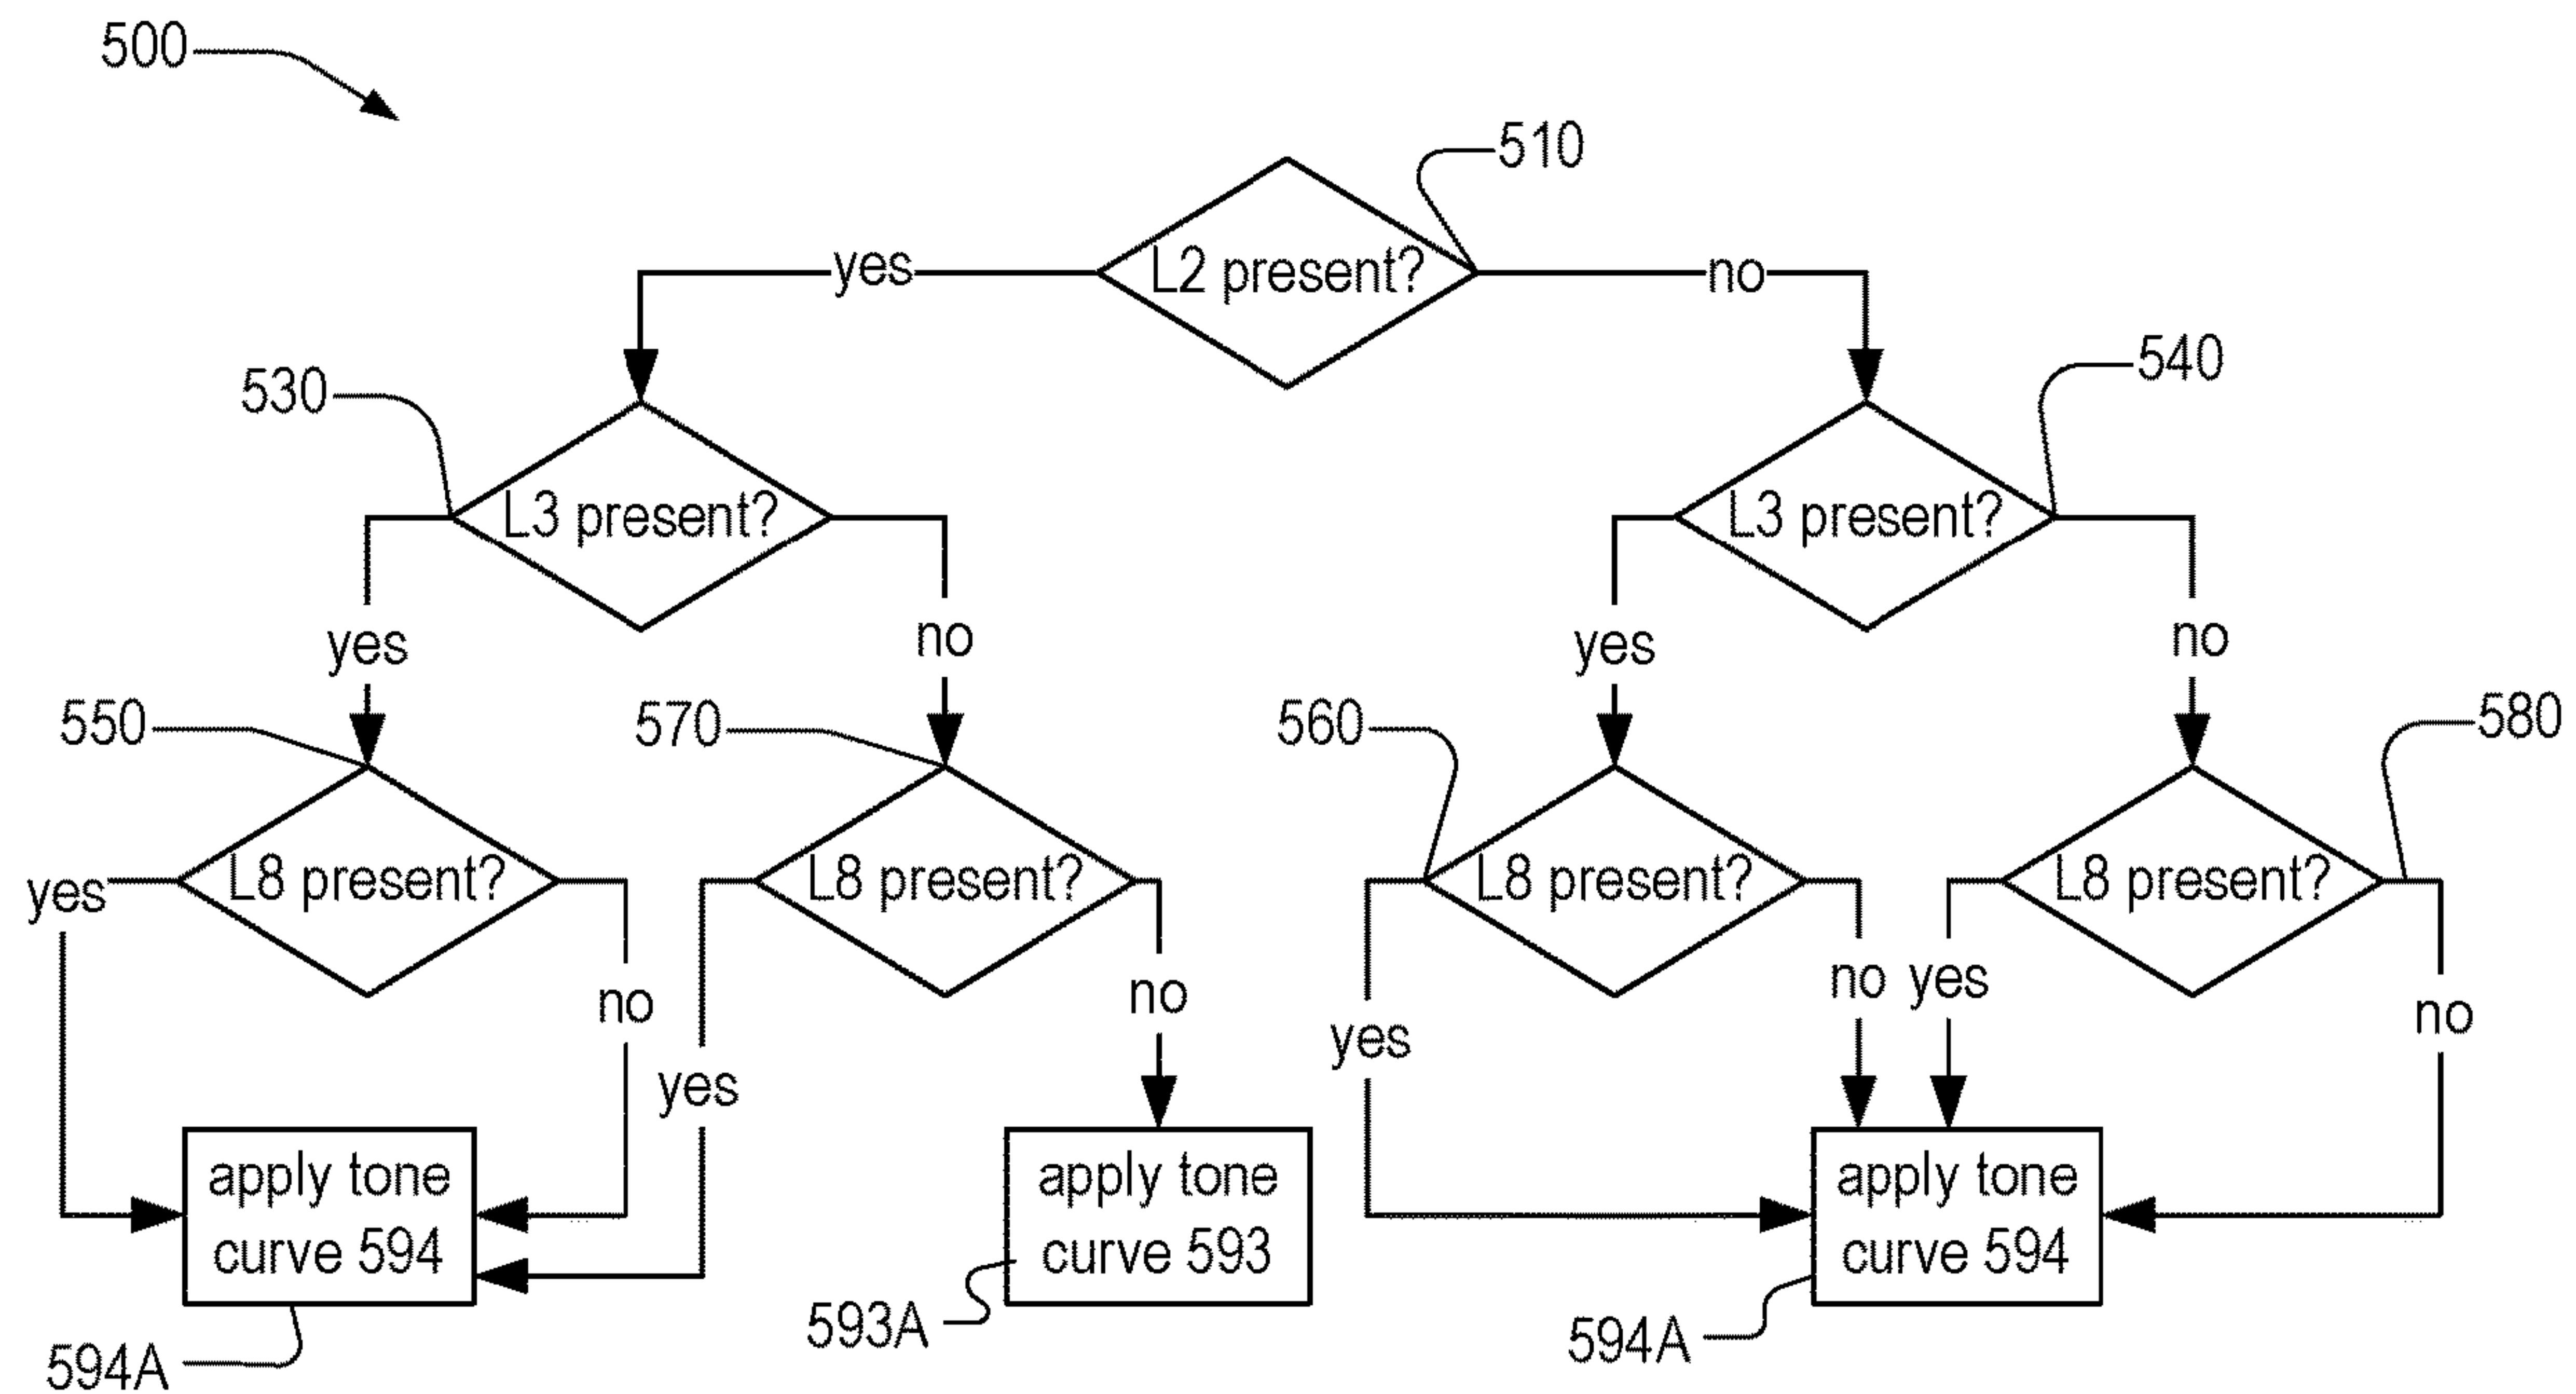 500
510
L2 present?
yes
no
530
540
L3 present?
L3 present?
yes
no
yes
no
550
570
560
580
L8 present?
L8 present?
L8 present?
L8 present?
yes
no
yes
no
yes
no
yes
no
apply tone
curve 594
apply tone
curve 593
apply tone
curve 594
594A
593A
594A